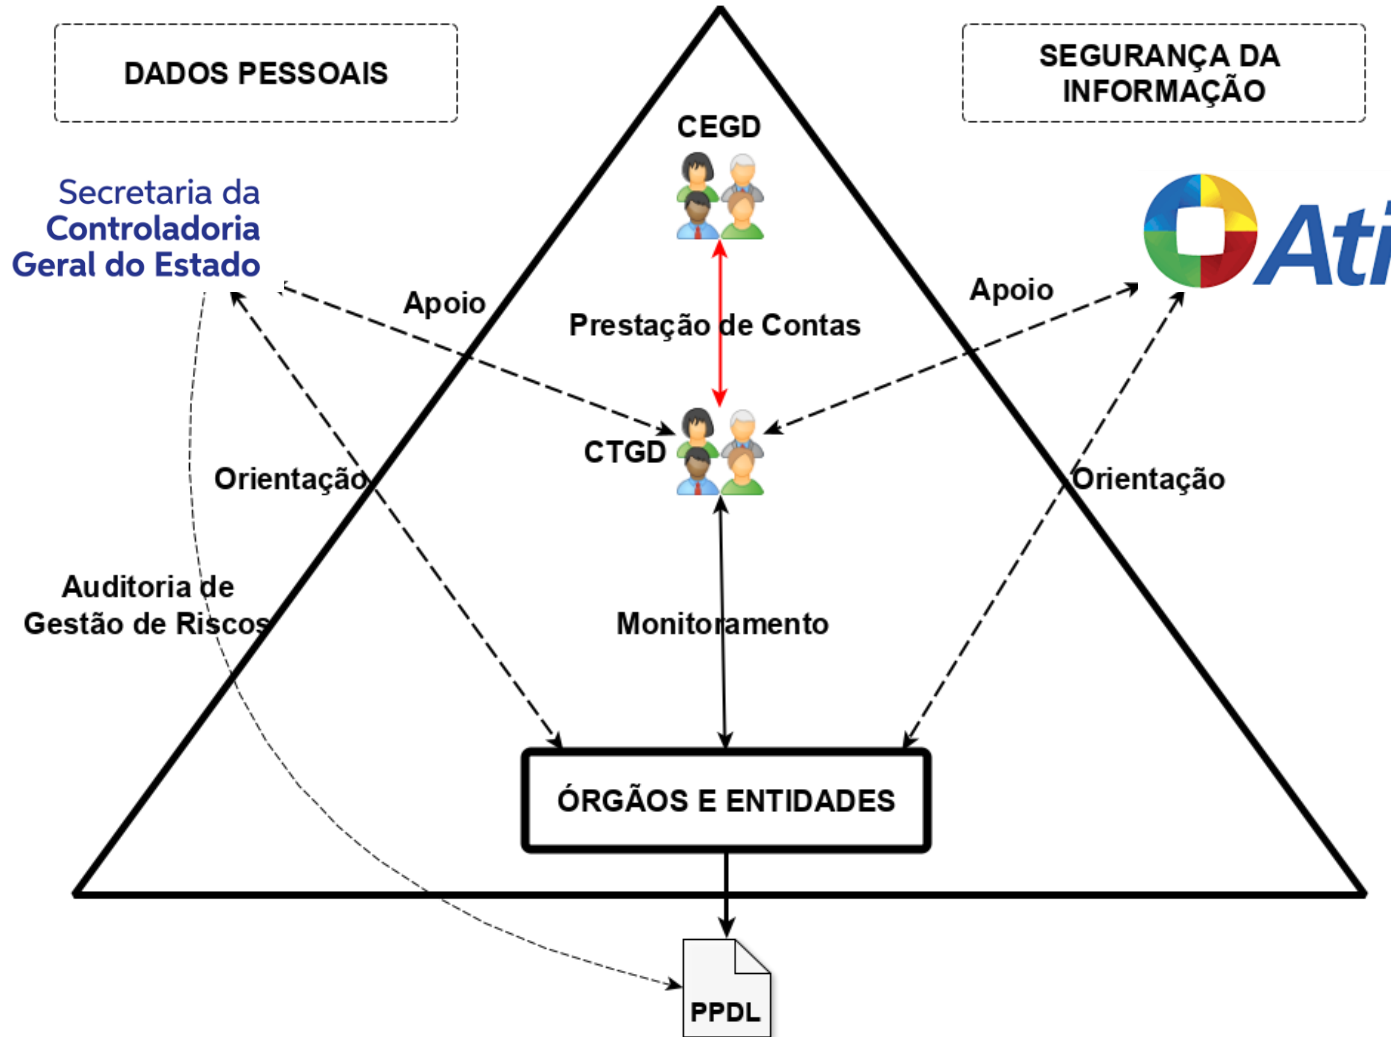 DADOS PESSOAIS
SEGURANÇA DA
INFORMAÇÃO
CEGD
Secretaria da
Controladoria
Geral do Estado
Ati
Apoio
Apoio
Prestação de Contas
CTGD
Orientação
Orientação
Auditoria de
Gestão de Riscos
Monitoramento
ÓRGÃOS E ENTIDADES
PPDL